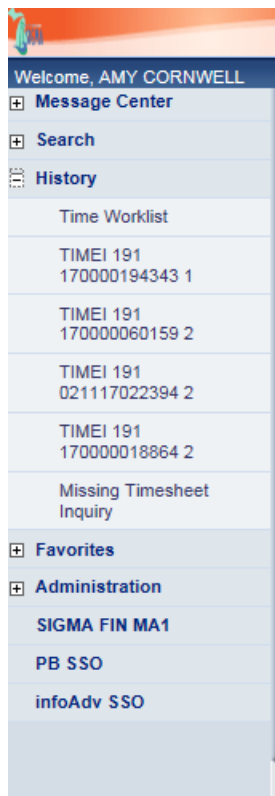 Welcome, AMY CORNWELL
Message Center
Search
History
Time Worklist
TIMEI 191
170000194343 1
TIMEI 191
170000060159 2
TIMEI 191
021117022394 2
TIMEI 191
170000018864 2
Missing Timesheet
Inquiry
Favorites
Administration
SIGMA FIN MA1
PB SSO
infoAdv SSO